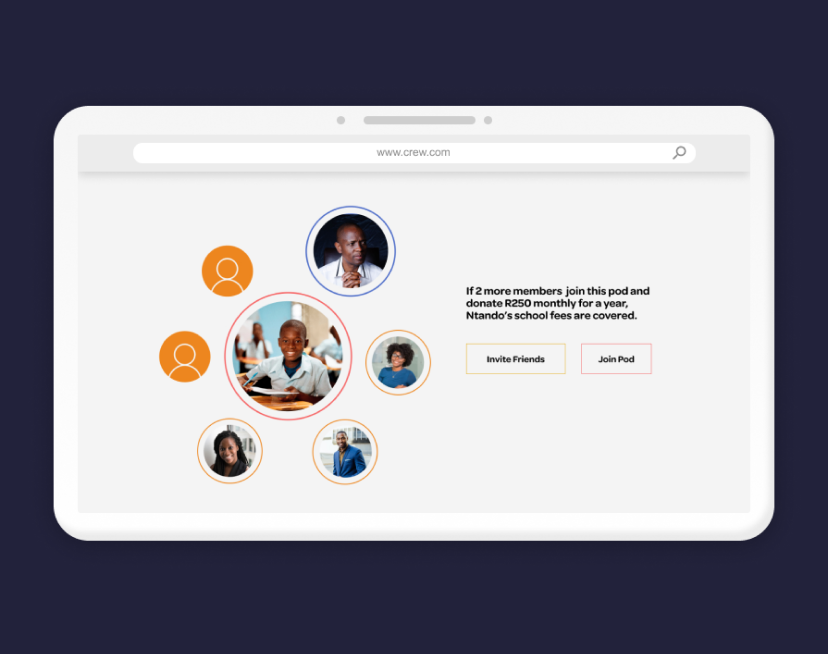 www.crew.com
If 2 more members join this pod and
donate R250 monthly for a year,
Ntando's school fees are covered.
Invite Friends
Join Pod